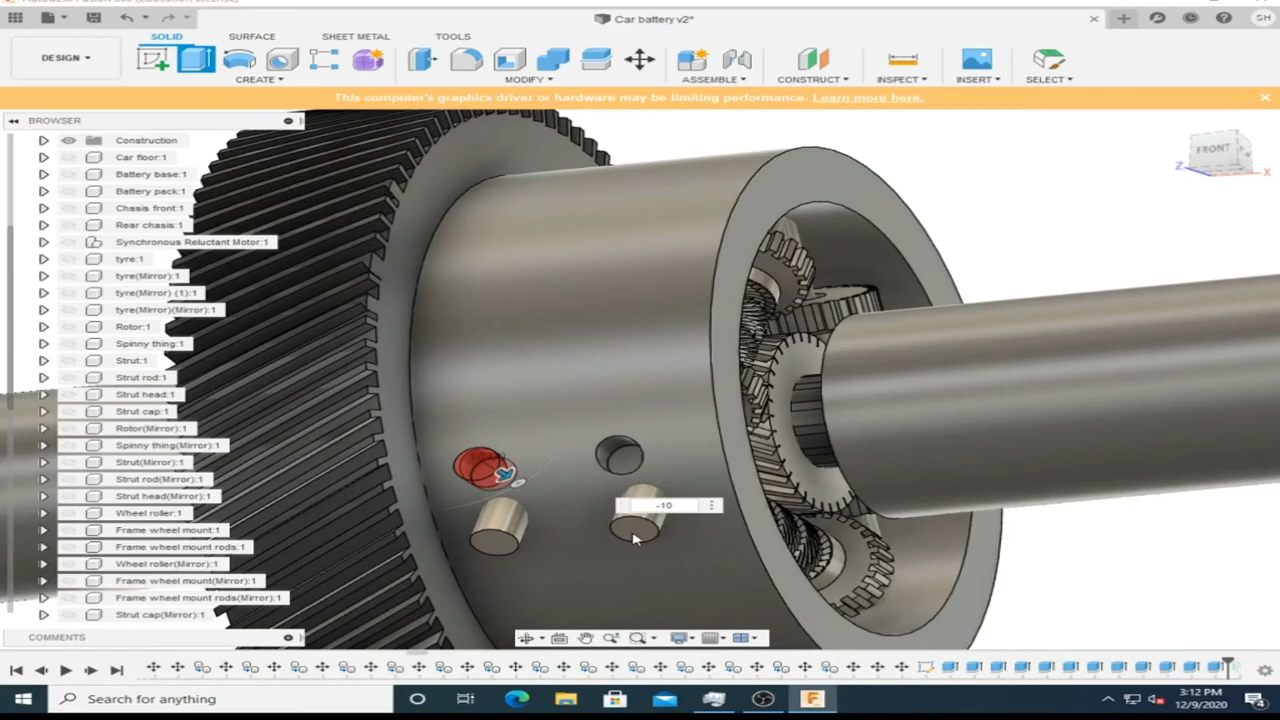 Autodesk Fusion 360 (Education License)
Car battery v2*
SH
DESIGN
SOLID
SURFACE
SHEET METAL
TOOLS
CREATE
MODIFY
ASSEMBLE
CONSTRUCT
INSPECT
INSERT
SELECT
This computer's graphics driver or hardware may be limiting performance. Learn more here.
BROWSER
Construction
Car floor:1
Battery base:1
Battery pack:1
Chasis front:1
Rear chasis:1
Synchronous Reluctant Motor:1
tyre:1
tyre(Mirror):1
tyre(Mirror) (1):1
tyre(Mirror)(Mirror):1
Rotor:1
Spinny thing:1
Strut:1
Strut rod:1
Strut head:1
Strut cap:1
Rotor(Mirror):1
Spinny thing(Mirror):1
Strut(Mirror):1
Strut rod(Mirror):1
Strut head(Mirror):1
Wheel roller:1
Frame wheel mount:1
Frame wheel mount rods:1
Wheel roller(Mirror):1
Frame wheel mount(Mirror):1
Frame wheel mount rods(Mirror):1
Strut cap(Mirror):1
FRONT
Z
X
-10
COMMENTS
Search for anything
3:12 PM
12/9/2020
4